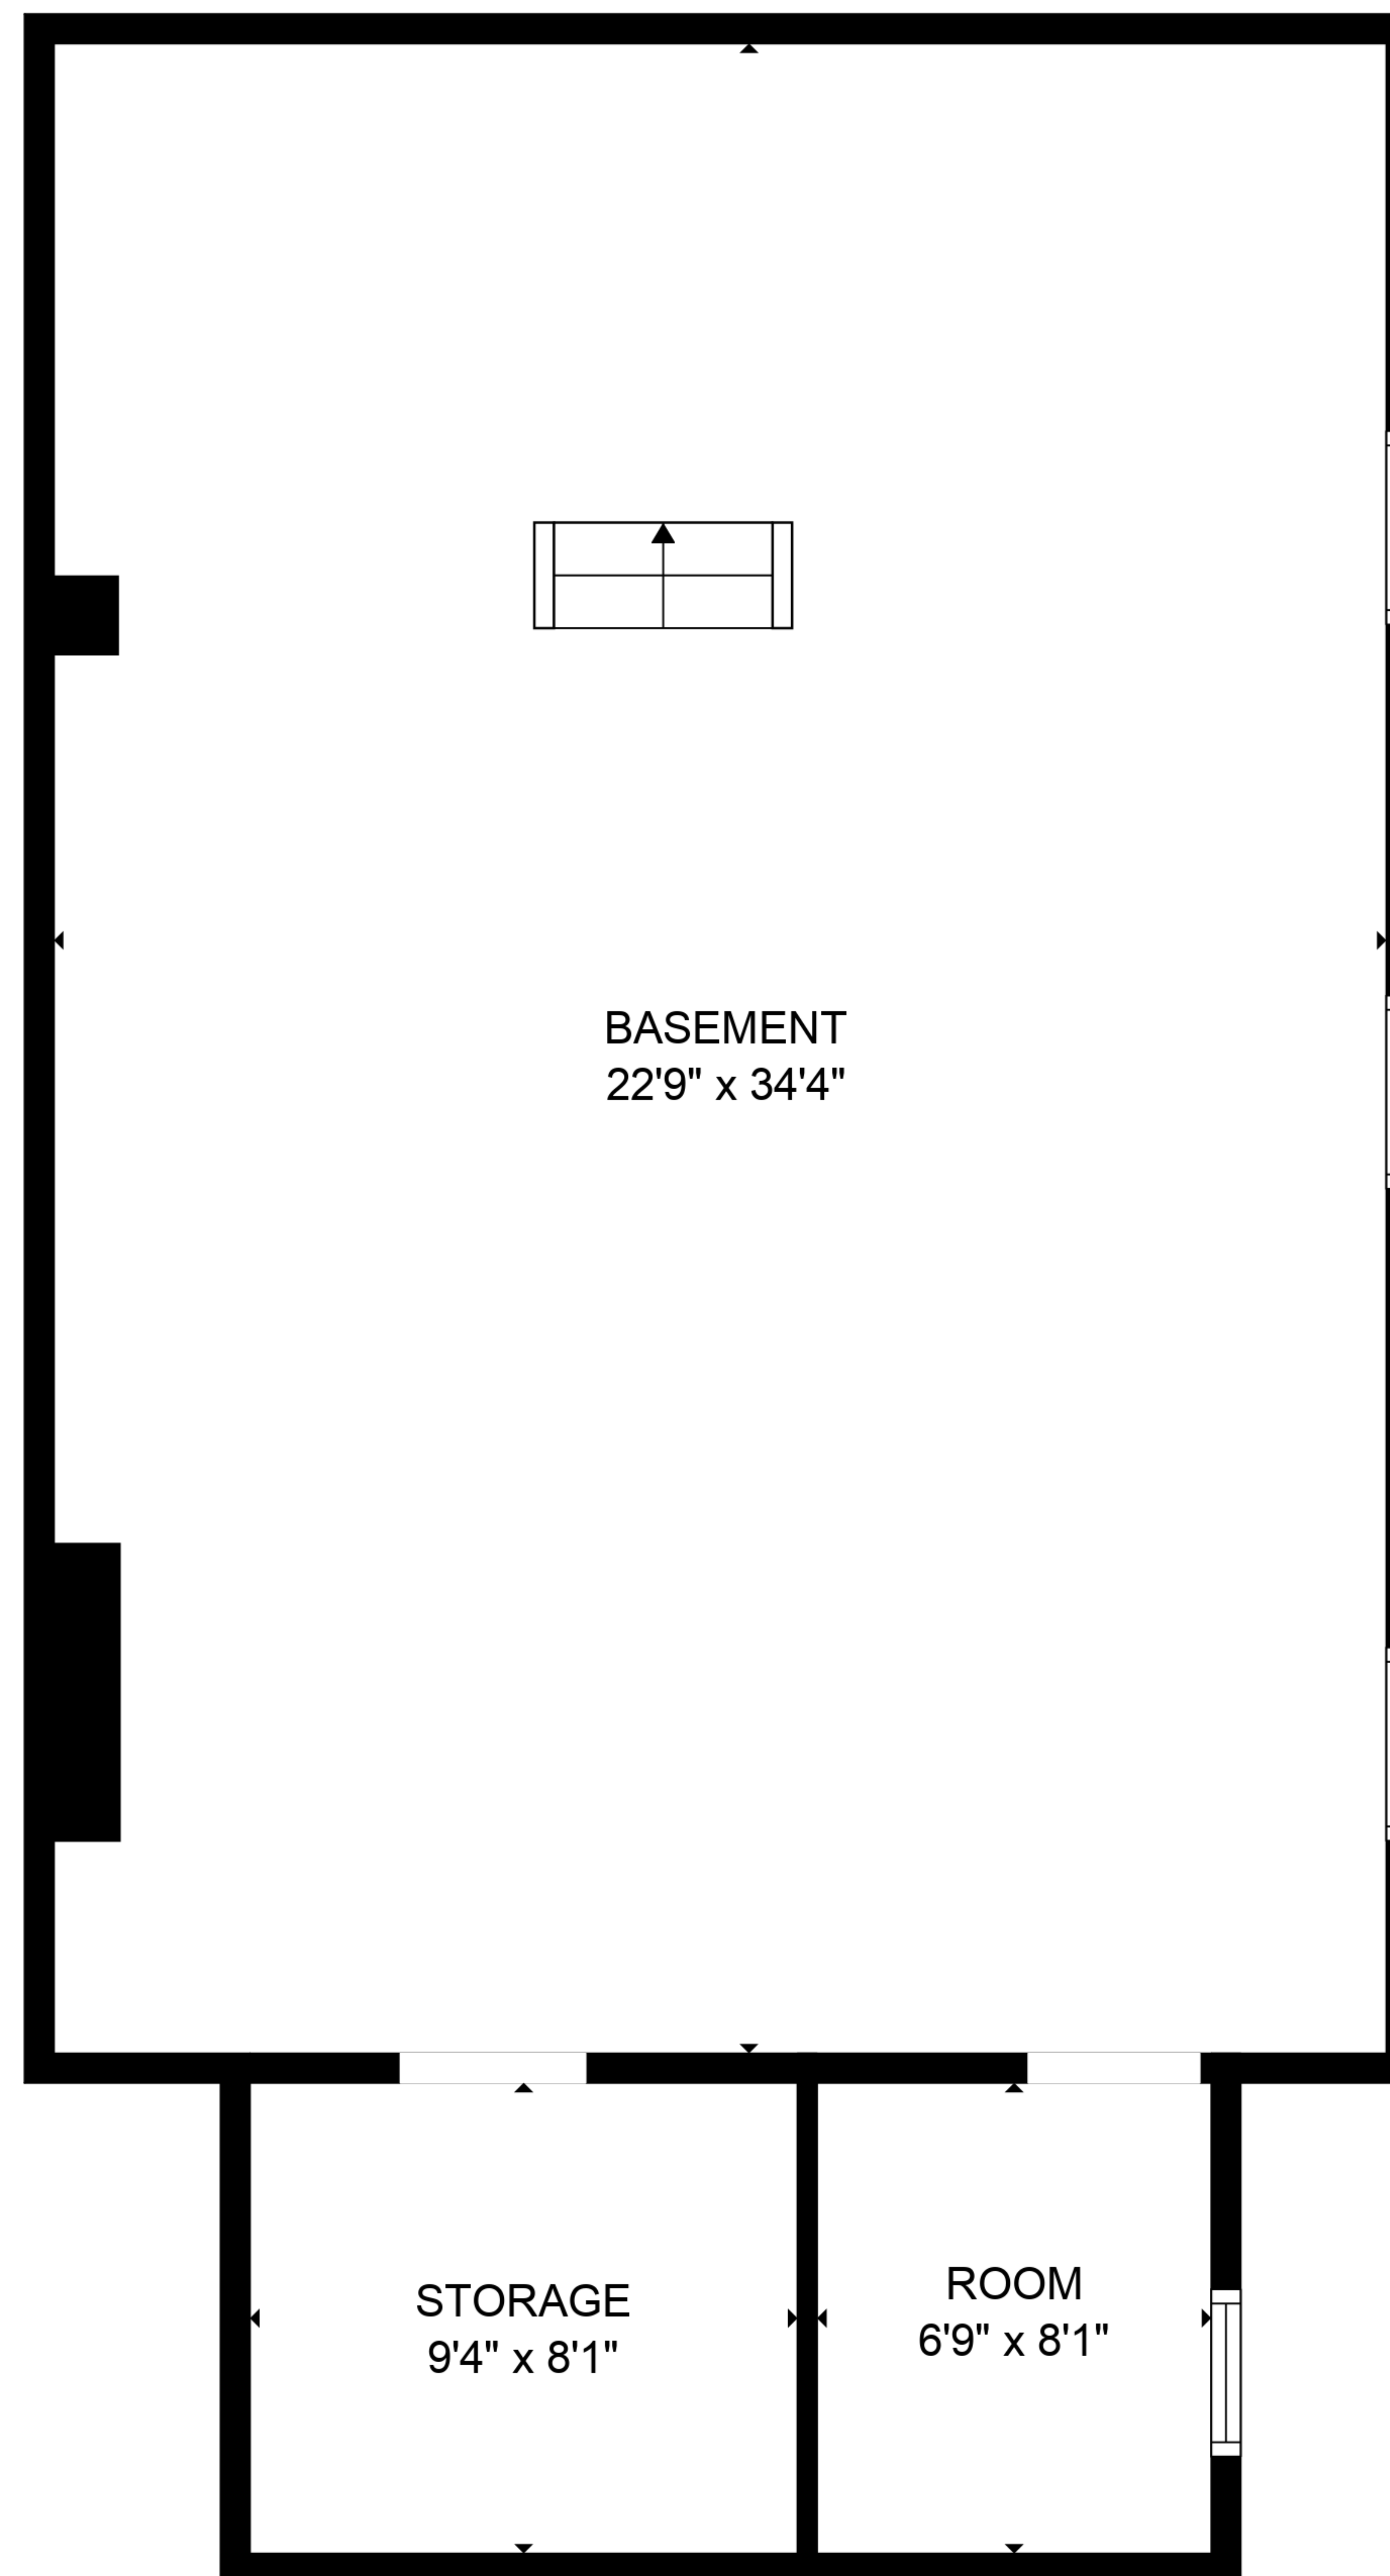 BASEMENT
22'9" x 34'4"
STORAGE
9'4" x 8'1"
ROOM
6'9" x 8'1"